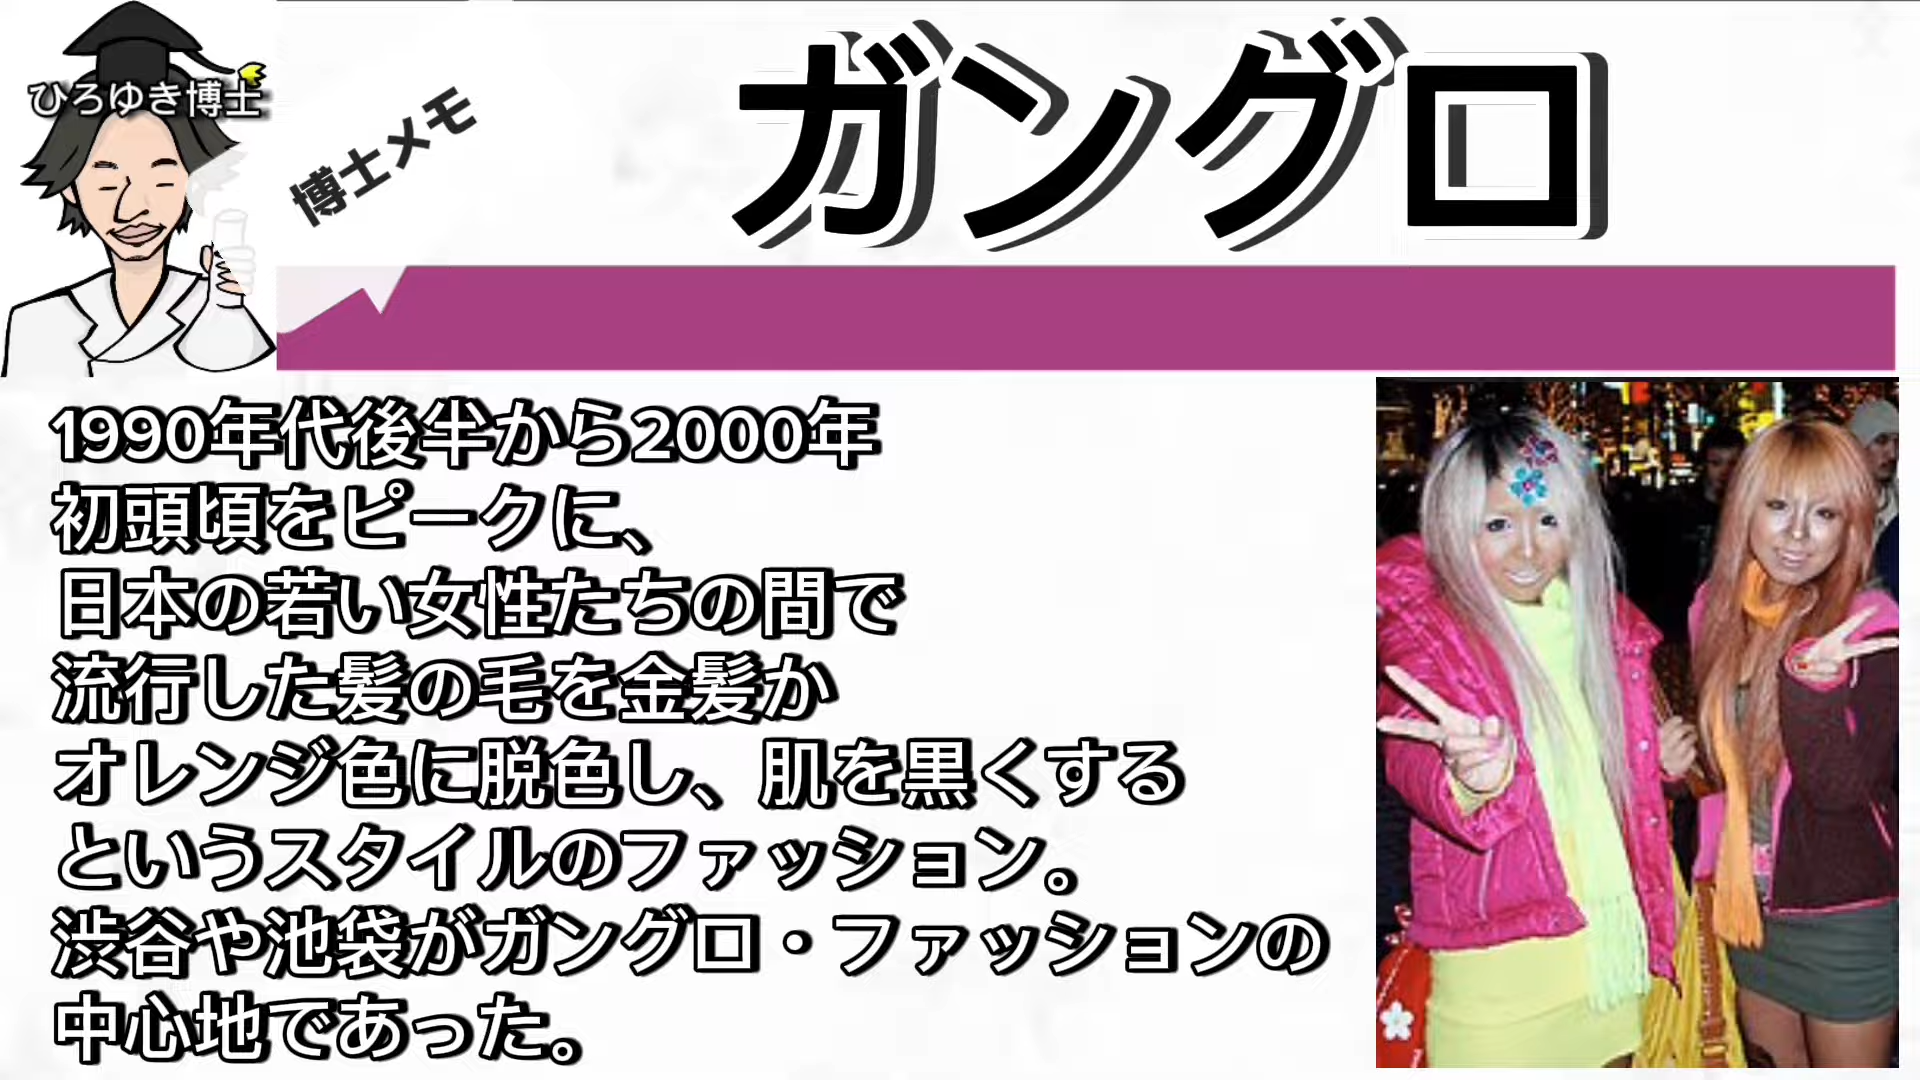 ひろゆき博士
博士メモ
ガングロ
1990年代後半から2000年
初頭頃をピークに、
日本の若い女性たちの間で
流行した髪の毛を金髪か
オレンジ色に脱色し、肌を黒くする
というスタイルのファッション。
渋谷や池袋がガングロ・ファッションの
中心地であった。